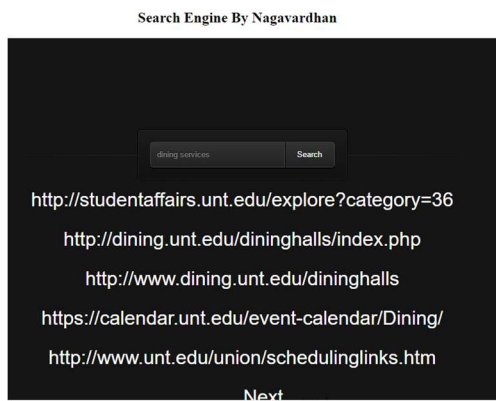 Search Engine By Nagavardhan
dining services
Search
http://studentaffairs.unt.edu/explore?category=36
http://dining.unt.edu/dininghalls/index.php
http://www.dining.unt.edu/dininghalls
https://calendar.unt.edu/event-calendar/Dining/
http://www.unt.edu/union/schedulinglinks.htm
Next